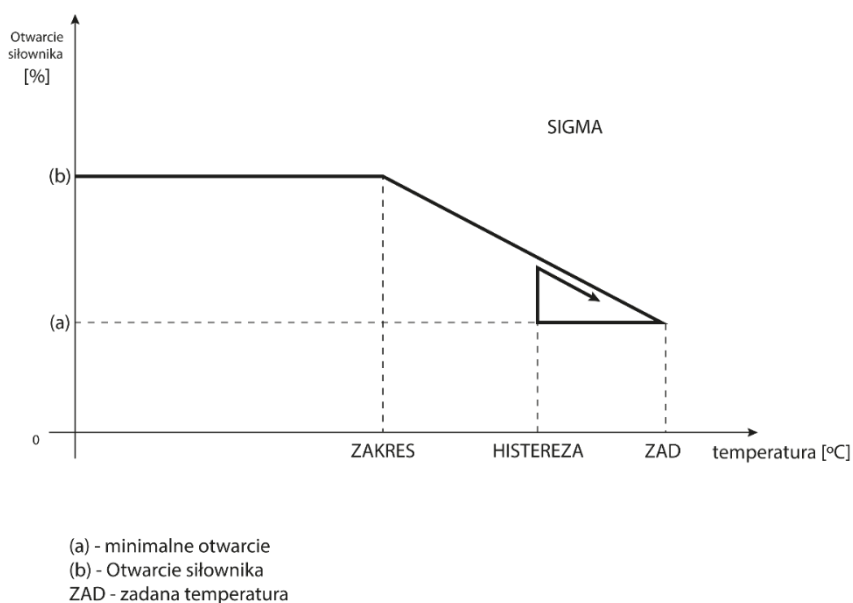 Otwarcie
siłownika
[%]
SIGMA
(b)
(a)
0
ZAKRES HISTEREZA ZAD temperatura [ºC]
(a) - minimalne otwarcie
(b) - Otwarcie siłownika
ZAD - zadana temperatura